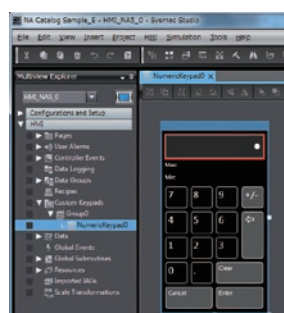 NA Catalog Sample_E - HMI_NA5_0 - Sysmac Studio
File Edit View Insert Project HMI Simulation Tools Help
Multiview Explorer
NumericKeypad0 x
HMI_NA5_0
Configurations and Setup
HMI
Pages
User Alarms
Controller Events
Data Logging
Data Groups
Recipes
Custom Keypads
Group0
NumericKeypad0
Data
Global Events
Global Subroutines
Resources
Imported IAGs
Scale Transformations
Max:
Min:
7 8 9 +/-
4 5 6
1 2 3
0 . Clear
Cancel Enter